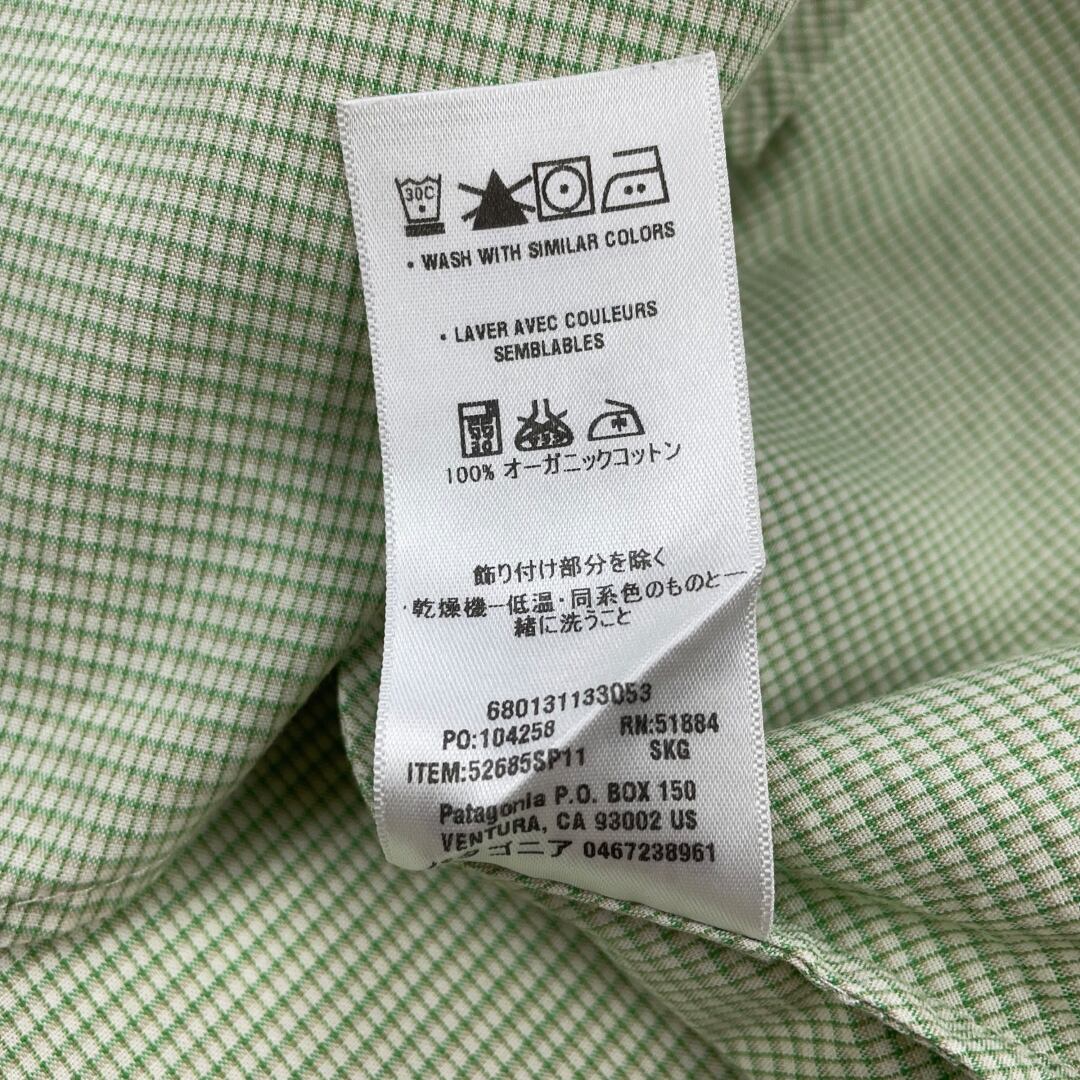 30C
• WASH WITH SIMILAR COLORS
• LAVER AVEC COULEURS
SEMBLABLES
30
100% オーガニックコットン
飾り付け部分を除く
・乾燥機一低温・同系色のものと一
緒に洗うこと
680131133053
PO:104258 RN:51884
ITEM:52685SP11 SKG
Patagonia P.O. BOX 150
VENTURA, CA 93002 US
ゴニア 0467238961